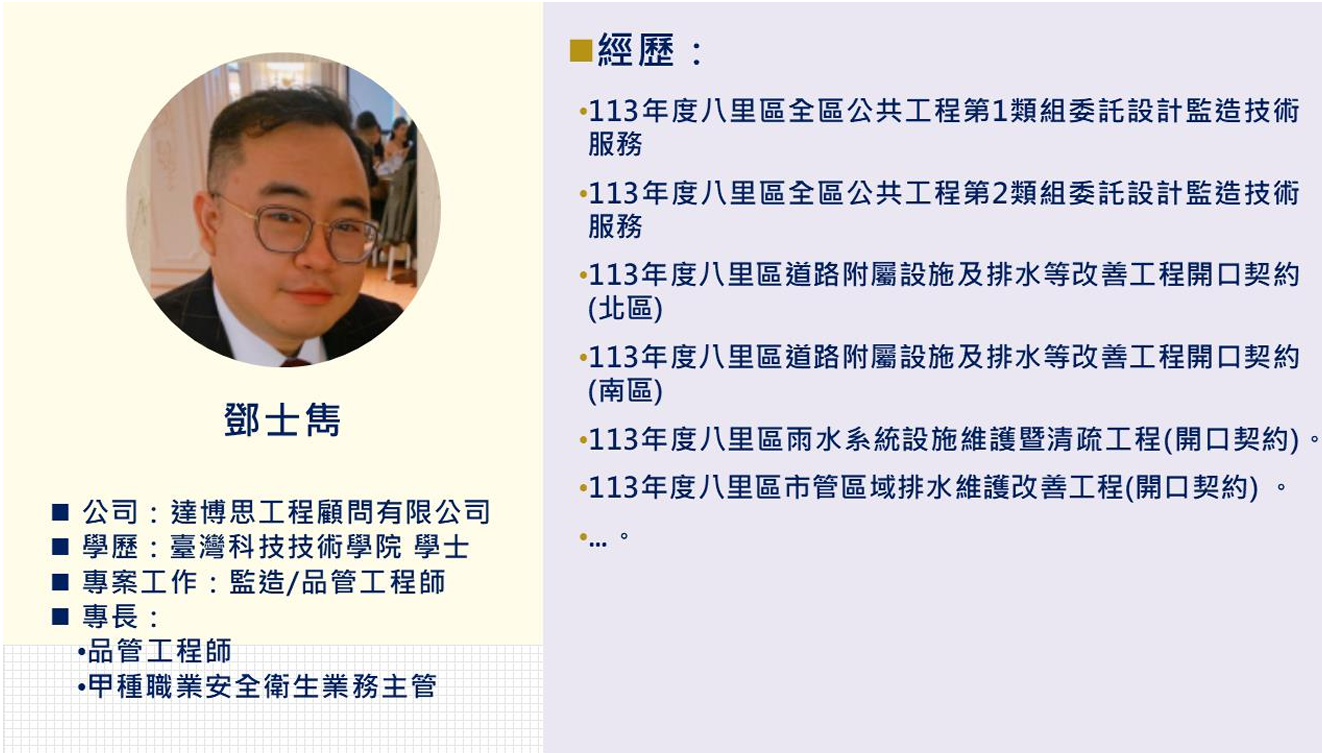 鄧士雋
■ 公司：達博思工程顧問有限公司
■ 學歷：臺灣科技技術學院 學士
■ 專案工作：監造/品管工程師
■ 專長：
•品管工程師
•甲種職業安全衛生業務主管
■經歷：
•113年度八里區全區公共工程第1類組委託設計監造技術
服務
•113年度八里區全區公共工程第2類組委託設計監造技術
服務
•113年度八里區道路附屬設施及排水等改善工程開口契約
(北區)
•113年度八里區道路附屬設施及排水等改善工程開口契約
(南區)
•113年度八里區雨水系統設施維護暨清疏工程(開口契約)。
•113年度八里區市管區域排水維護改善工程(開口契約) 。
•... 。